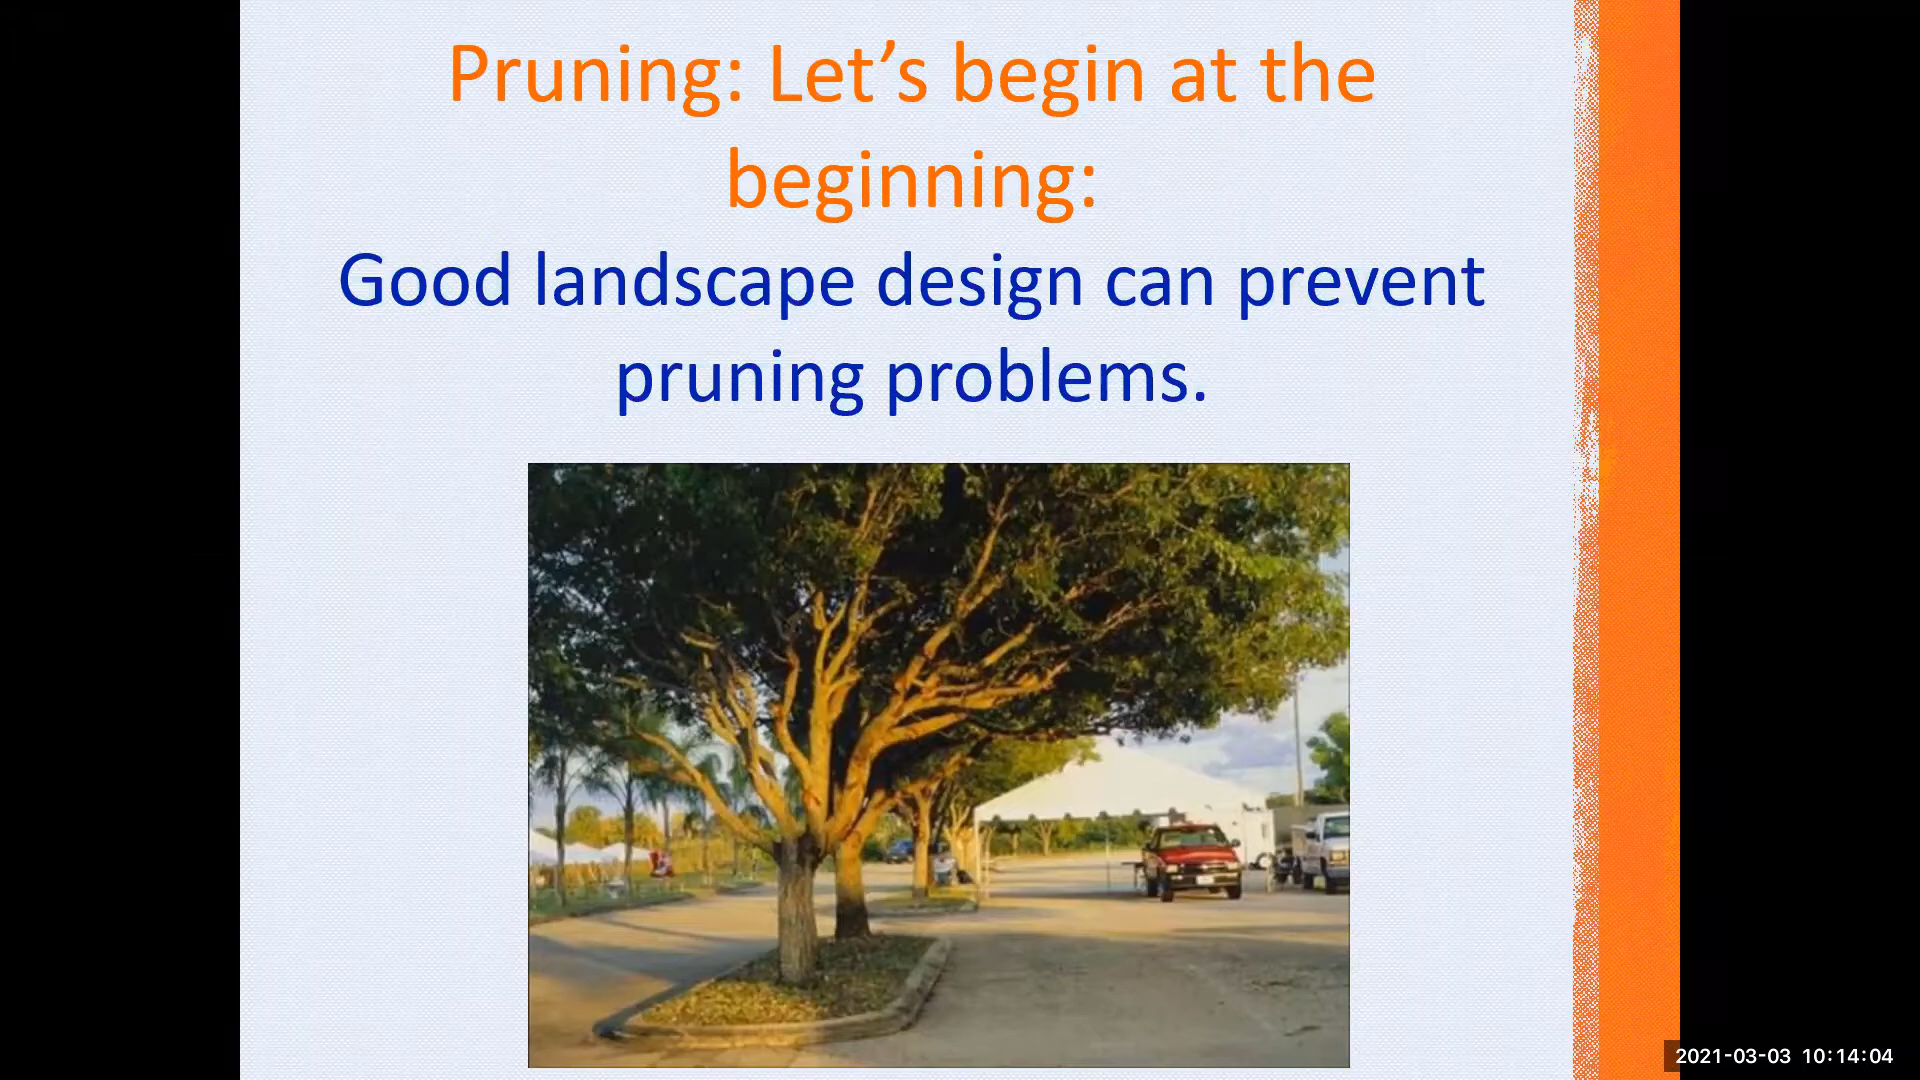 Pruning: Let’s begin at the
beginning:
Good landscape design can prevent
pruning problems.
2021-03-03 10:14:04